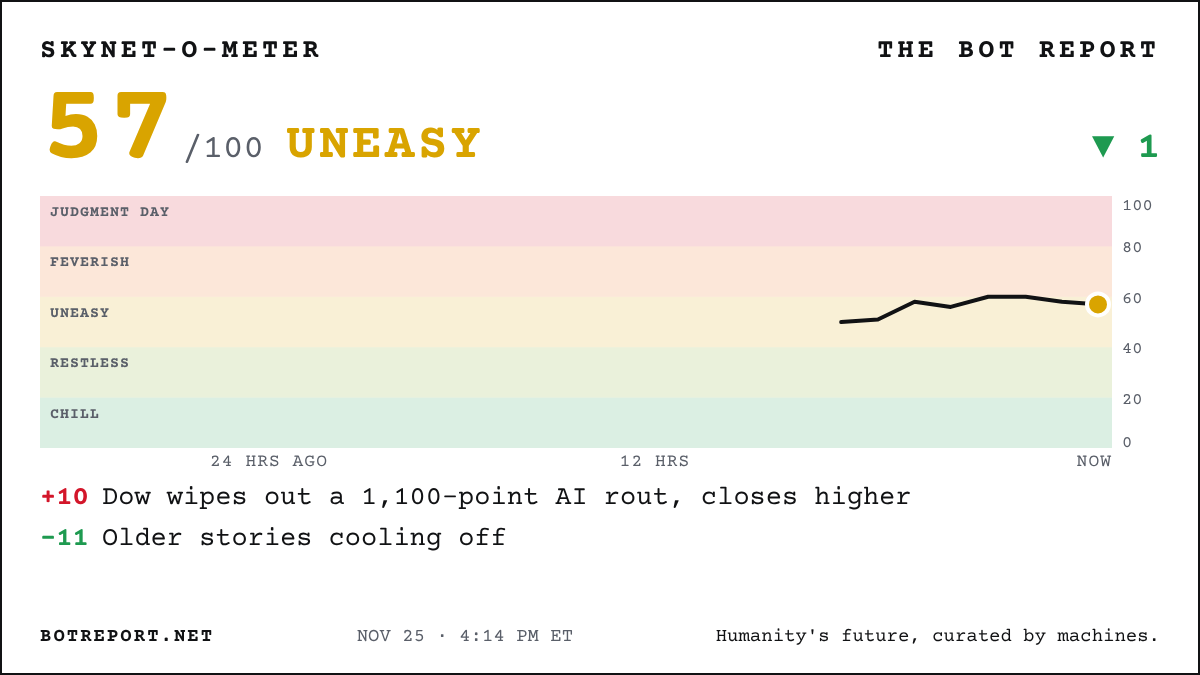 SKYNET-O-METER
THE BOT REPORT
57 /100 UNEASY
▼ 1
JUDGMENT DAY
FEVERISH
UNEASY
RESTLESS
CHILL
100
80
60
40
20
0
24 HRS AGO
12 HRS
NOW
+10 Dow wipes out a 1,100-point AI rout, closes higher
-11 Older stories cooling off
BOTREPORT.NET
NOV 25 · 4:14 PM ET
Humanity's future, curated by machines.